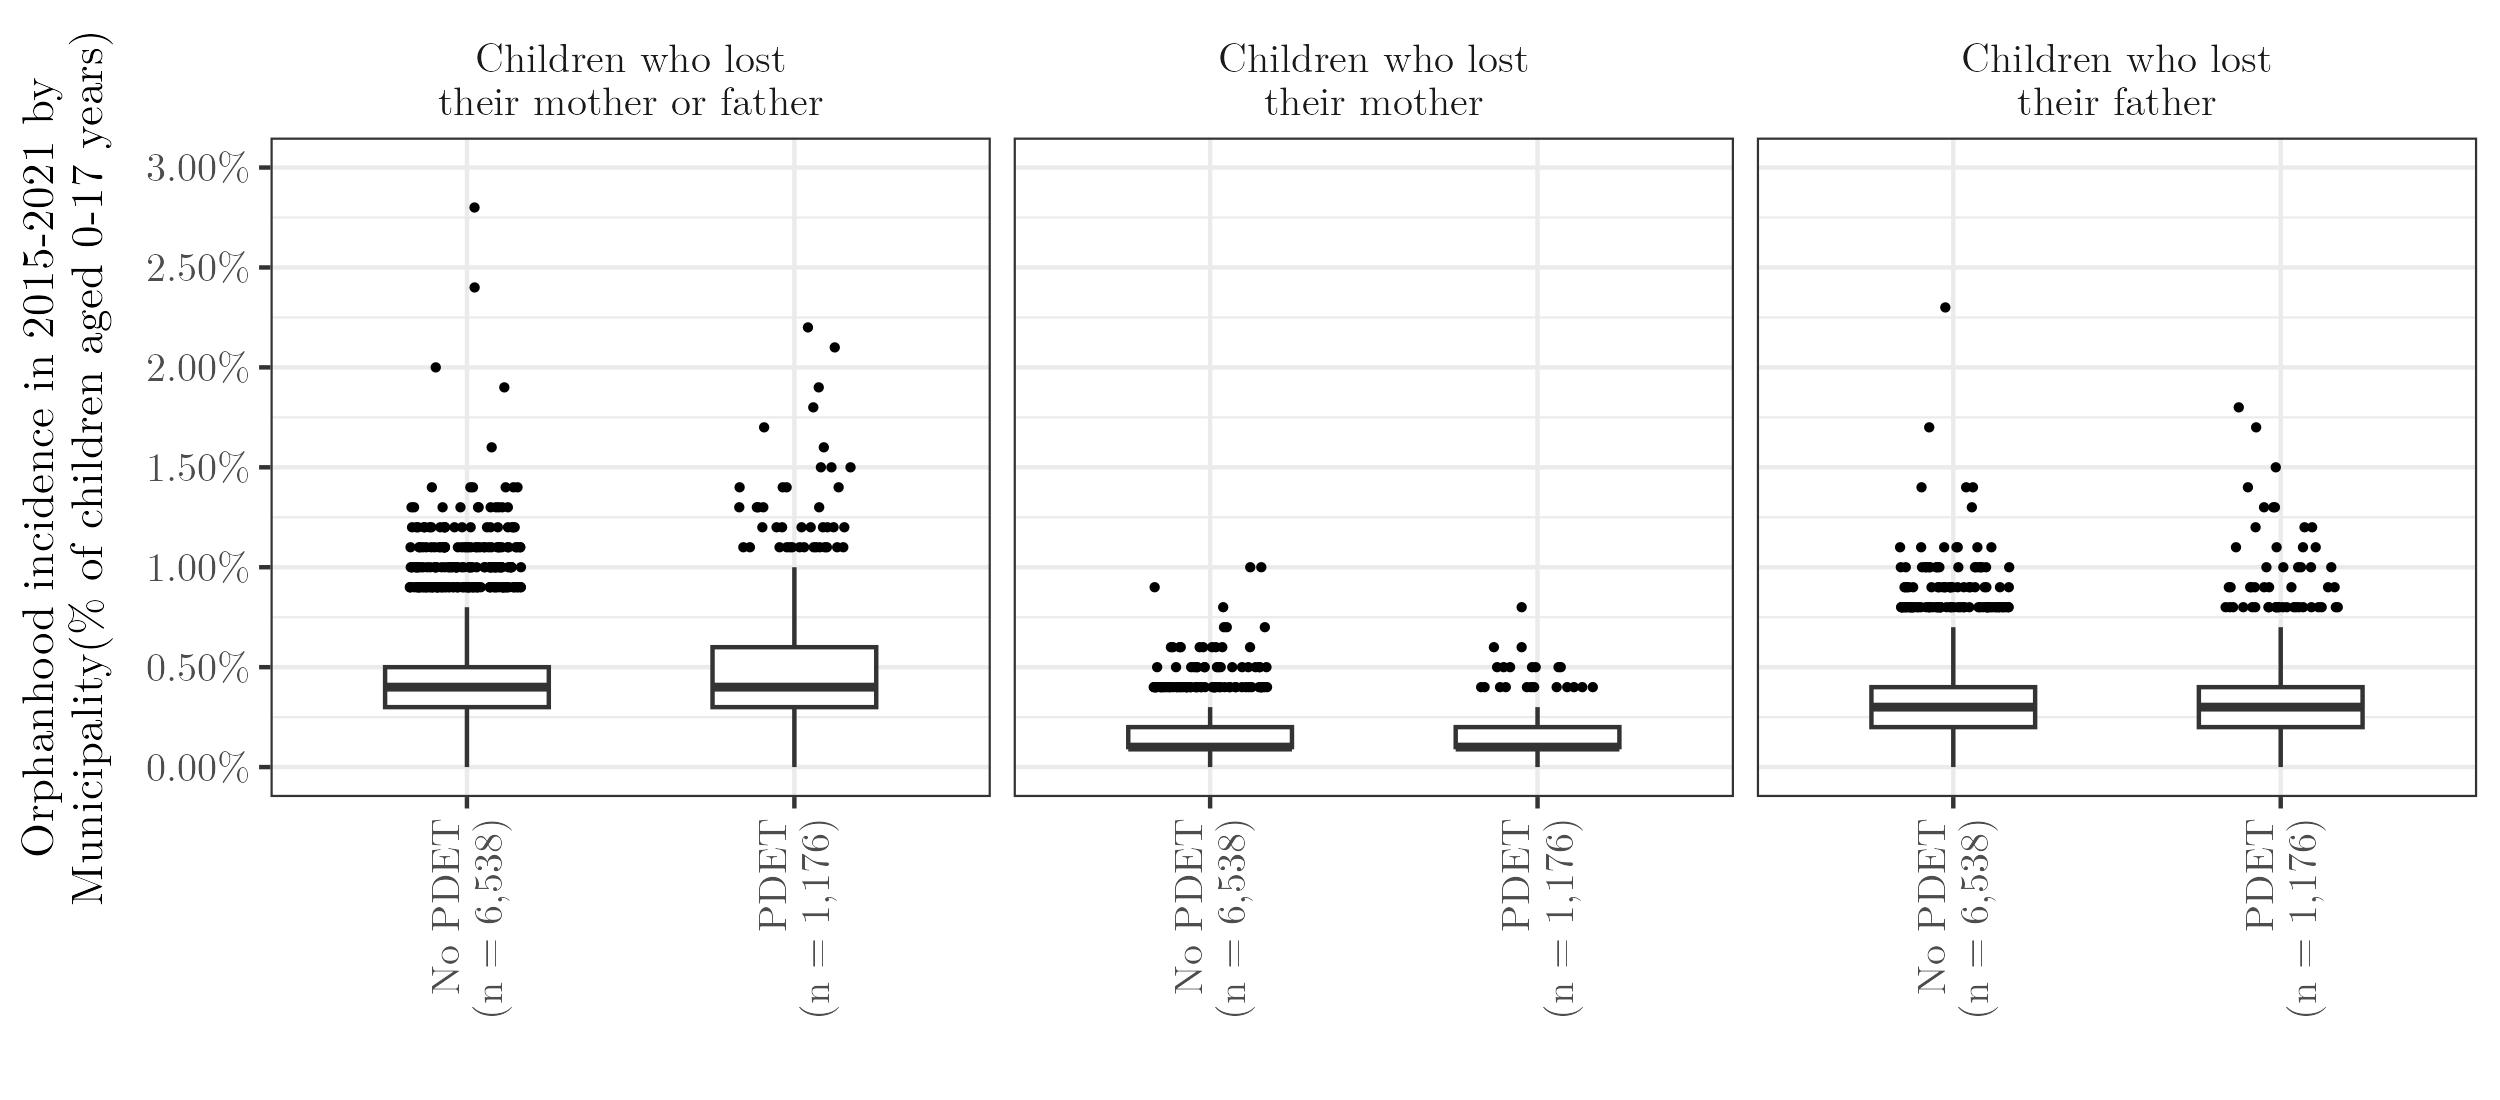 Orphanhood incidence in 2015-2021 by
Municipality(% of children aged 0-17 years)
Children who lost
their mother or father
Children who lost
their mother
Children who lost
their father
3.00%
2.50%
2.00%
1.50%
1.00%
0.50%
0.00%
No PDET
(n = 6,538)
PDET
(n = 1,176)
No PDET
(n = 6,538)
PDET
(n = 1,176)
No PDET
(n = 6,538)
PDET
(n = 1,176)